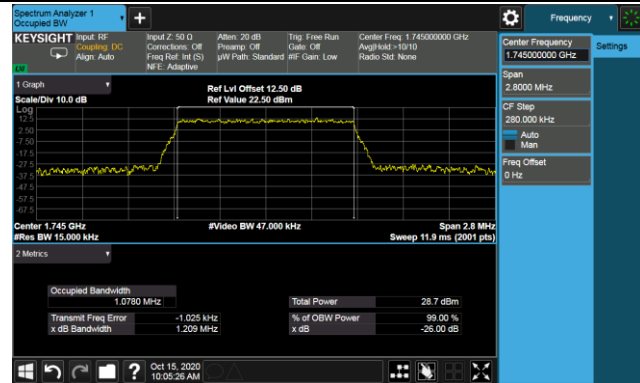 Spectrum Analyzer 1
Occupied BW
+
Frequency
KEYSIGHT
Input: RF
Coupling: DC
Align: Auto
Input Z: 50 Ω
Corrections: Off
Freq Ref: Int (S)
NFE: Adaptive
Atten: 20 dB
Preamp: Off
µW Path: Standard
Trig: Free Run
Gate: Off
#IF Gain: Low
Center Freq: 1.745000000 GHz
Avg|Hold:>10/10
Radio Std: None
Center Frequency
1.745000000 GHz
Settings
Span
2.8000 MHz
CF Step
280.000 kHz
Auto
Man
Freq Offset
0 Hz
1 Graph
Scale/Div 10.0 dB
Ref Lvl Offset 12.50 dB
Ref Value 22.50 dBm
Log
12.5
2.50
-7.50
-17.5
-27.5
-37.5
-47.5
-57.5
-67.5
Center 1.745 GHz
#Res BW 15.000 kHz
#Video BW 47.000 kHz
Span 2.8 MHz
Sweep 11.9 ms (2001 pts)
2 Metrics
Occupied Bandwidth
1.0780 MHz
Total Power 28.7 dBm
Transmit Freq Error -1.025 kHz
% of OBW Power 99.00 %
x dB Bandwidth 1.209 MHz
x dB -26.00 dB
?
Oct 15, 2020
10:05:26 AM